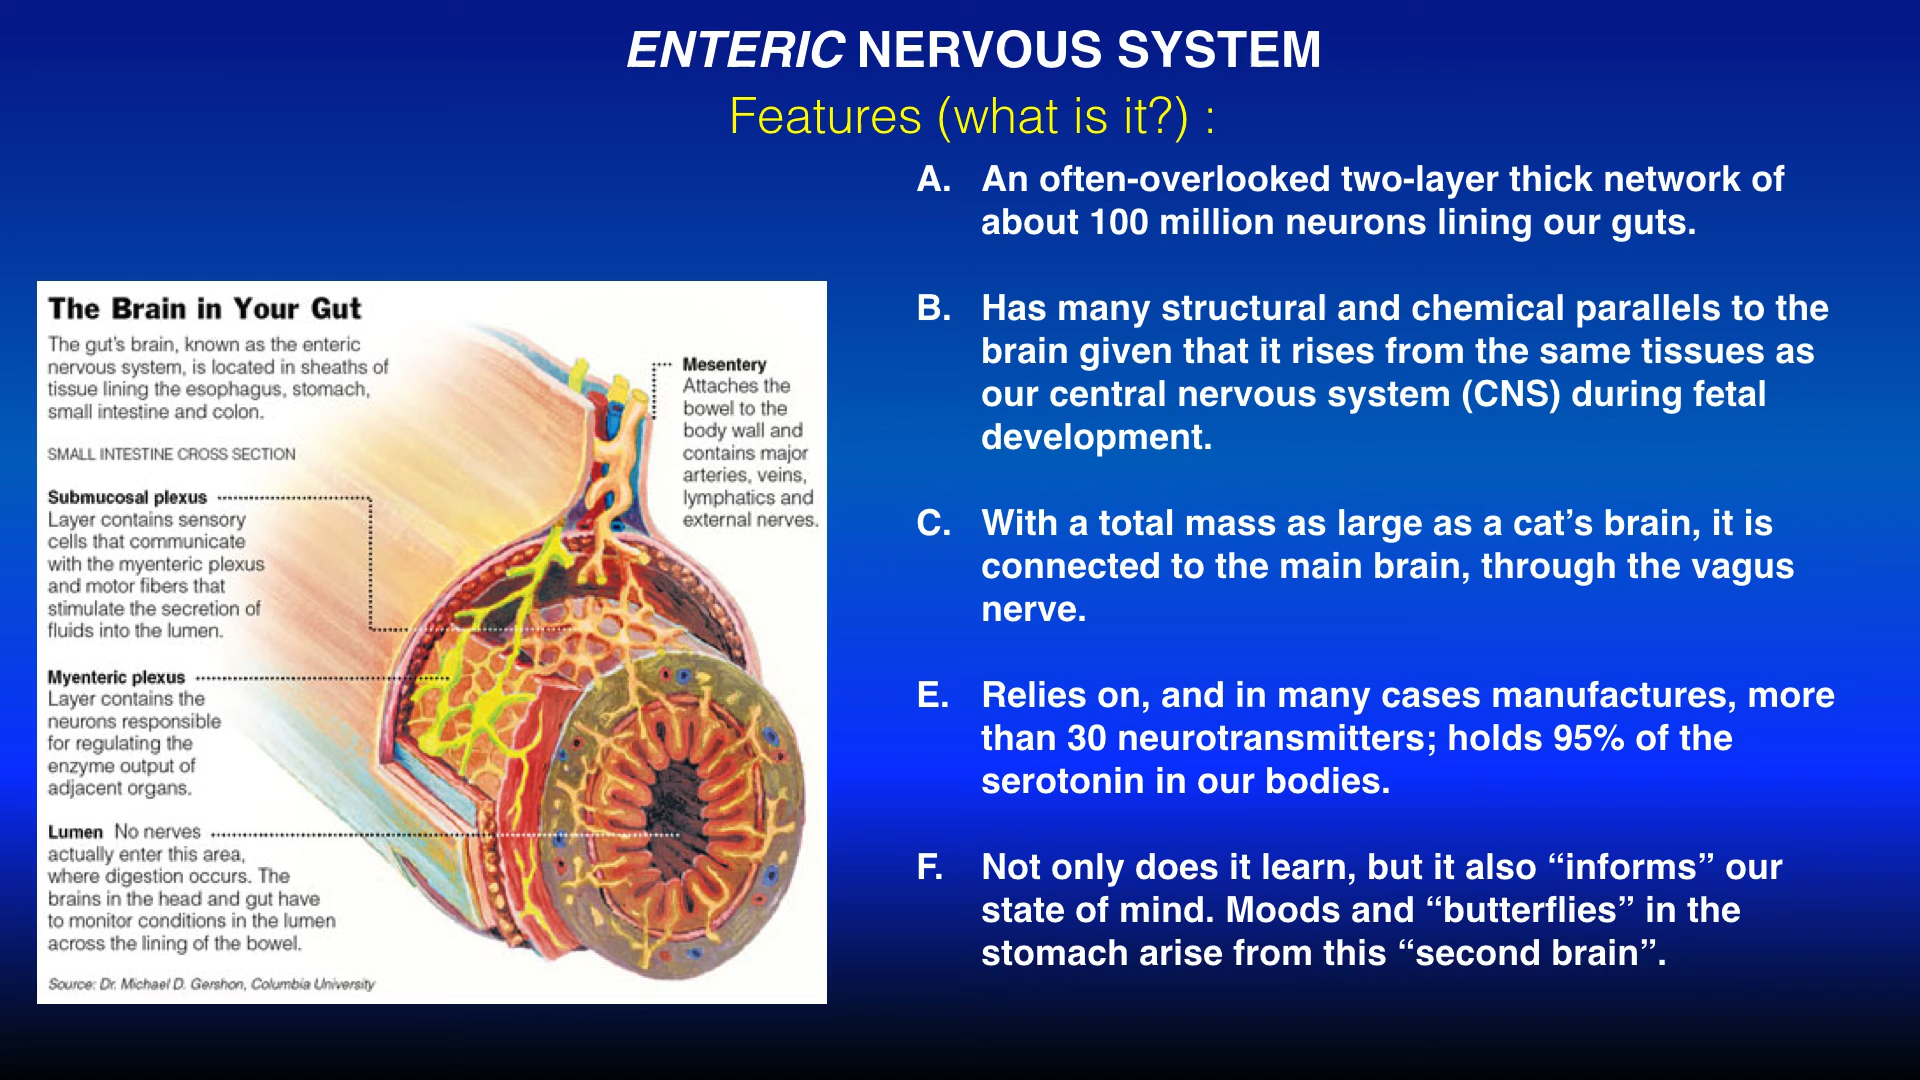 ENTERIC NERVOUS SYSTEM
Features (what is it?) :
A. An often-overlooked two-layer thick network of
about 100 million neurons lining our guts.
B. Has many structural and chemical parallels to the
brain given that it rises from the same tissues as
our central nervous system (CNS) during fetal
development.
C. With a total mass as large as a cat’s brain, it is
connected to the main brain, through the vagus
nerve.
E. Relies on, and in many cases manufactures, more
than 30 neurotransmitters; holds 95% of the
serotonin in our bodies.
F. Not only does it learn, but it also “informs” our
state of mind. Moods and “butterflies” in the
stomach arise from this “second brain”.
The Brain in Your Gut
The gut's brain, known as the enteric
nervous system, is located in sheaths of
tissue lining the esophagus, stomach,
small intestine and colon.
SMALL INTESTINE CROSS SECTION
Submucosal plexus
Layer contains sensory
cells that communicate
with the myenteric plexus
and motor fibers that
stimulate the secretion of
fluids into the lumen.
Myenteric plexus
Layer contains the
neurons responsible
for regulating the
enzyme output of
adjacent organs.
Lumen No nerves
actually enter this area,
where digestion occurs. The
brains in the head and gut have
to monitor conditions in the lumen
across the lining of the bowel.
Mesentery
Attaches the
bowel to the
body wall and
contains major
arteries, veins,
lymphatics and
external nerves.
Source: Dr. Michael D. Gershon, Columbia University